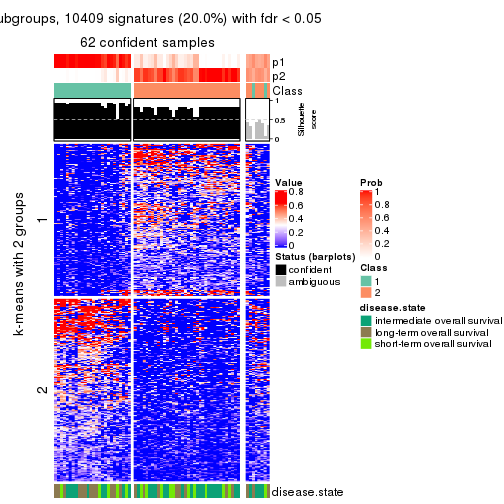 ubgroups, 10409 signatures (20.0%) with fdr < 0.05
62 confident samples
p1
p2
Class
1
0.5
0
Silhouette
score
k-means with 2 groups
1
2
Value
0.8
0.6
0.4
0.2
0
Status (barplots)
confident
ambiguous
Prob
1
0.8
0.6
0.4
0.2
0
Class
1
2
disease.state
intermediate overall survival
long-term overall survival
short-term overall survival
disease.state